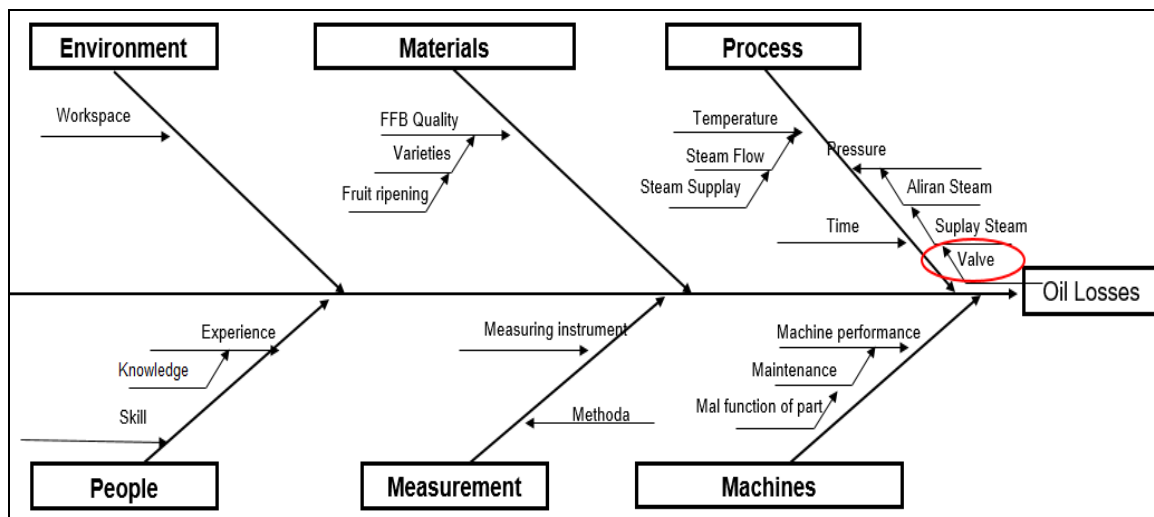 Environment
Materials
Process
Workspace
FFB Quality
Varieties
Fruit ripening
Temperature
Steam Flow
Steam Supplay
Pressure
Aliran Steam
Suplay Steam
Valve
Time
Oil Losses
Experience
Knowledge
Skill
Measuring instrument
Methoda
Machine performance
Maintenance
Mal function of part
People
Measurement
Machines